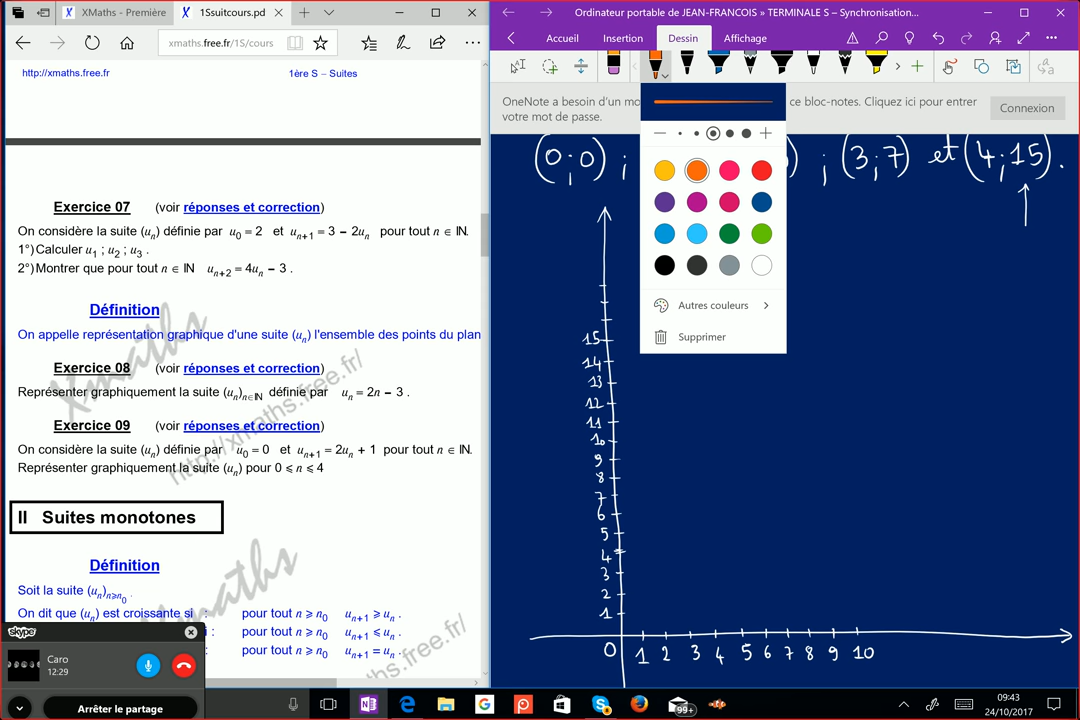 XMaths - Première
1Ssuitcours.pd
xmaths.free.fr/1S/cours
http://xmaths.free.fr
1ère S – Suites
Exercice 07 (voir réponses et correction)
On considère la suite (un) définie par u0 = 2 et un+1 = 3 – 2un pour tout n ∈ IN.
1°) Calculer u1 ; u2 ; u3 .
2°) Montrer que pour tout n ∈ IN un+2 = 4un – 3 .
Définition
On appelle représentation graphique d'une suite (un) l'ensemble des points du plan
Exercice 08 (voir réponses et correction)
Représenter graphiquement la suite (un)n∈IN définie par un = 2n – 3 .
Exercice 09 (voir réponses et correction)
On considère la suite (un) définie par u0 = 0 et un+1 = 2un + 1 pour tout n ∈ IN.
Représenter graphiquement la suite (un) pour 0 ⩽ n ⩽ 4
II Suites monotones
Définition
Soit la suite (un)n⩾n0 .
On dit que (un) est croissante si : pour tout n ⩾ n0 un+1 ⩾ un .
i : pour tout n ⩾ n0 un+1 ⩽ un .
: pour tout n ⩾ n0 un+1 = un .
Xmaths
http://xmaths.free.fr/
Xmaths
maths.free.fr/
skype
Caro
12:29
Arrêter le partage
Ordinateur portable de JEAN-FRANCOIS » TERMINALE S – Synchronisation...
Accueil Insertion Dessin Affichage
OneNote a besoin d'un mo
ce bloc-notes. Cliquez ici pour entrer
votre mot de passe.
Connexion
Autres couleurs
Supprimer
(0;0) ; ) ; (3;7) et (4;15).
15
14
13
12
11
10
9
8
7
6
5
4
3
2
1
0 1 2 3 4 5 6 7 8 9 10
99+
09:43
24/10/2017